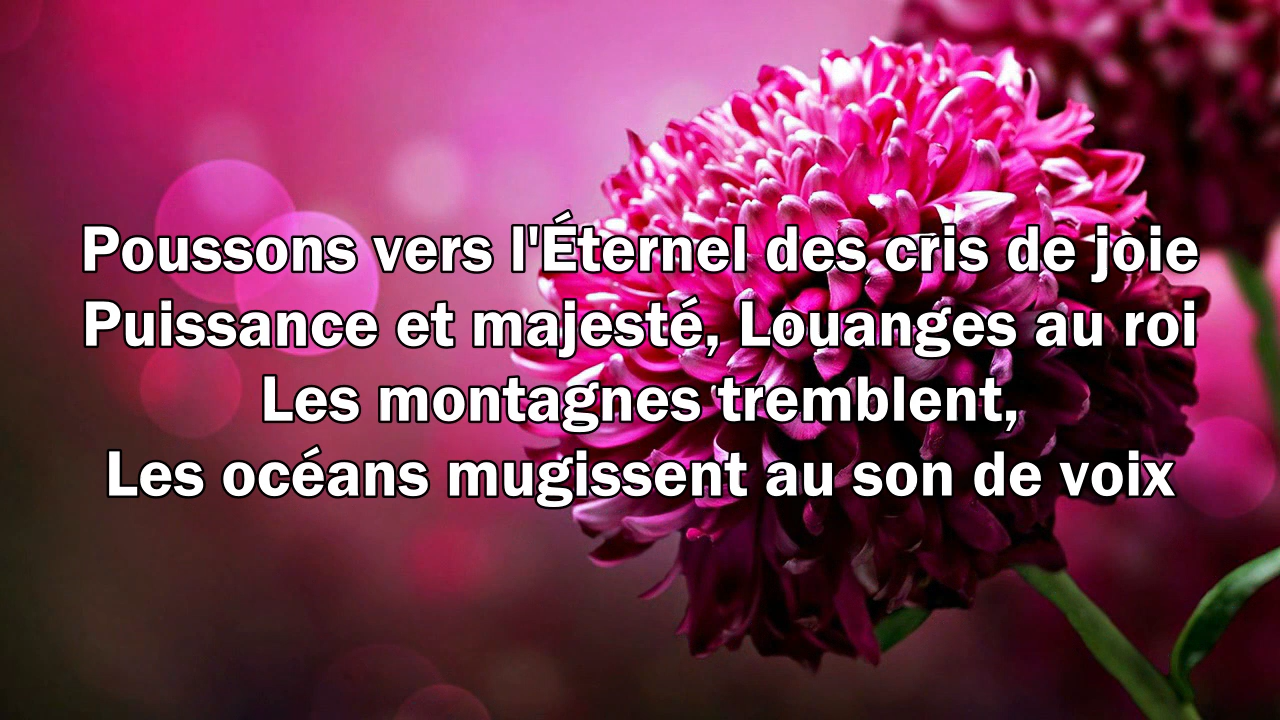 Poussons vers l'Éternel des cris de joie
Puissance et majesté, Louanges au roi
Les montagnes tremblent,
Les océans mugissent au son de voix